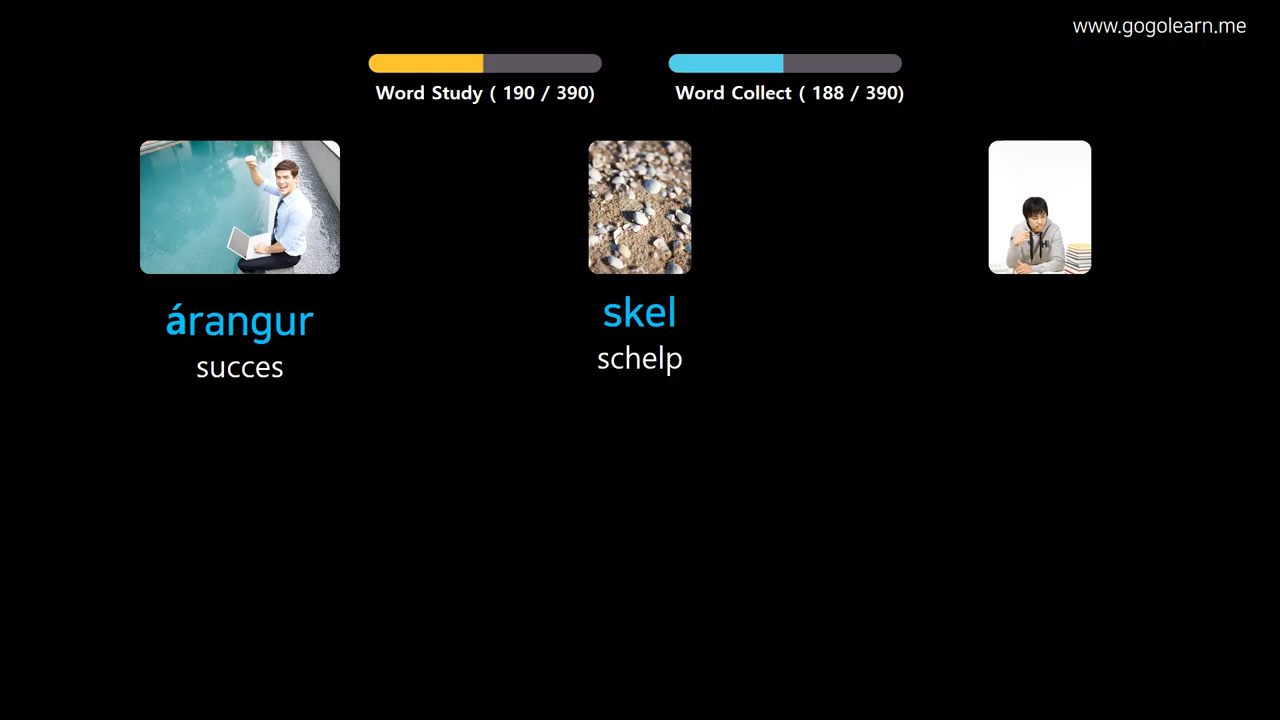 www.gogolearn.me
Word Study ( 190 / 390)
Word Collect ( 188 / 390)
árangur
succes
skel
schelp